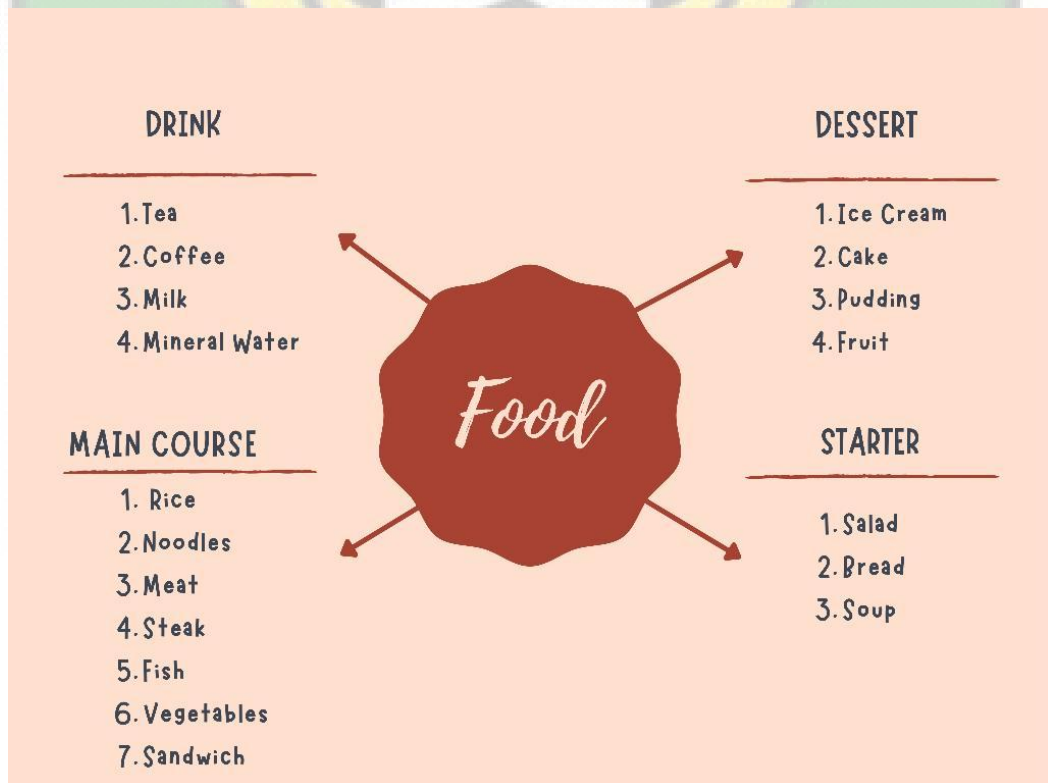 DRINK
1. Tea
2. Coffee
3. Milk
4. Mineral Water
DESSERT
1. Ice Cream
2. Cake
3. Pudding
4. Fruit
Food
MAIN COURSE
1. Rice
2. Noodles
3. Meat
4. Steak
5. Fish
6. Vegetables
7. Sandwich
STARTER
1. Salad
2. Bread
3. Soup